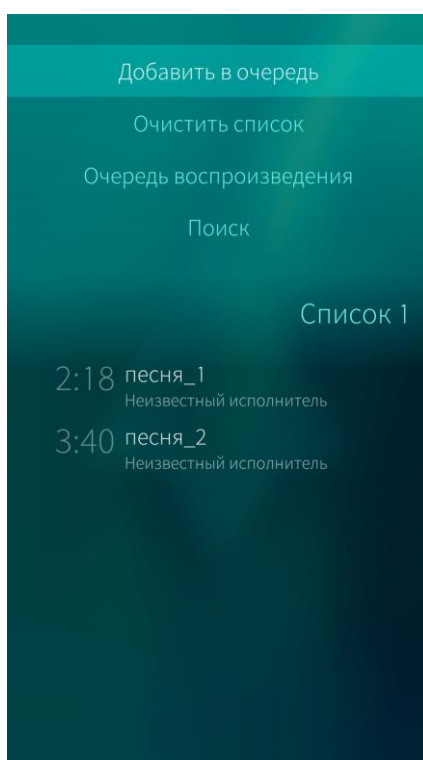 Добавить в очередь
Очистить список
Очередь воспроизведения
Поиск
Список 1
2:18 песня_1
Неизвестный исполнитель
3:40 песня_2
Неизвестный исполнитель